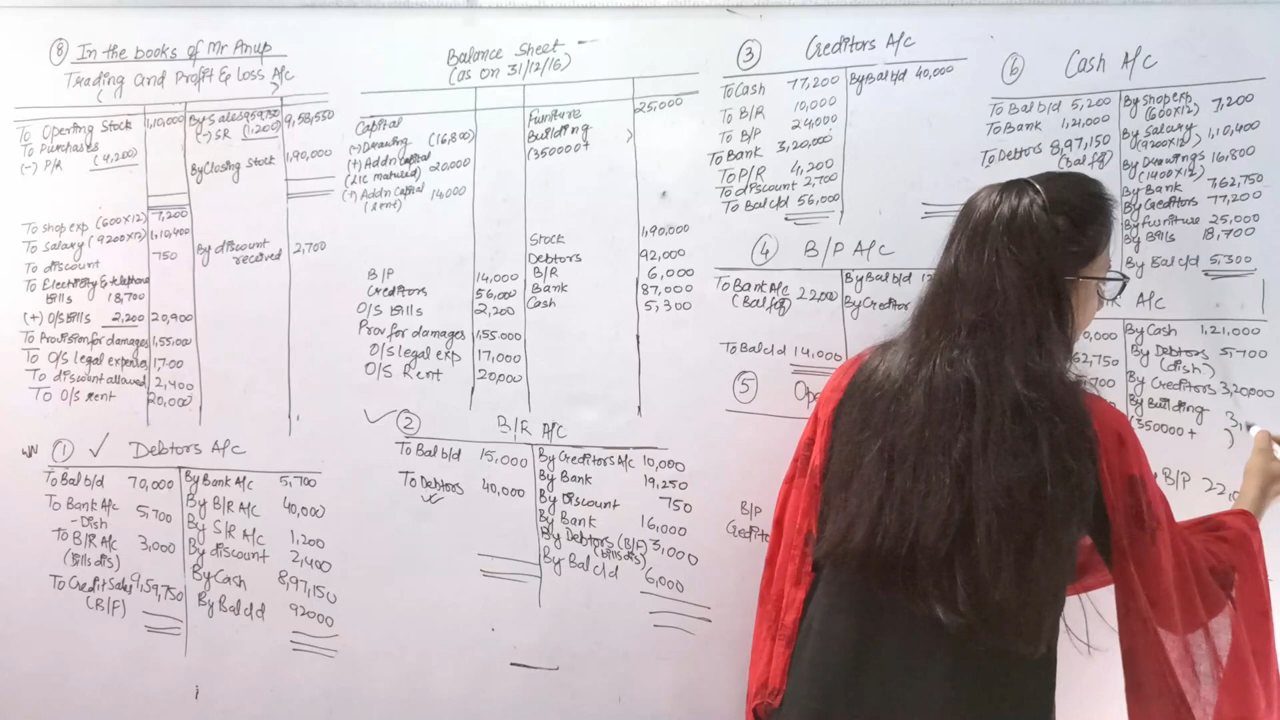 ⑧ In the books of Mr Anup
Trading and Profit & Loss A/c
To Opening Stock 1,10,000 By Sales 9,59,750
(-) SR (1,200) 9,58,550
To Purchases
(-) P/R (4,200)
By Closing Stock 1,90,000
To shop exp (600x12) 7,200
To Salary (9200x12) 1,10,400
To discount 750 By discount received 2,700
To Electricity & telephone
Bills 18,700
(+) O/S Bills 2,200 20,900
To Provision for damages 1,55,000
To O/S legal expenses 17,00
To discount allowed 2,400
To O/S rent 20,000
Balance Sheet
(as on 31/12/16)
Capital Furniture 25,000
(-) Drawing (16,800) Building
(350000+ )
(+) Addn capital
(LIC matured) 20,000
(+) Addn Capital 14,000
(rent)
Stock 1,90,000
Debtors 92,000
B/P 14,000 B/R 6,000
Creditors 56,000 Bank 87,000
O/S Bills 2,200 Cash 5,300
Prov for damages 1,55,000
O/S legal exp 17,000
O/S Rent 20,000
WN ① Debtors A/c
To Bal b/d 70,000 By Bank A/c 5,700
To Bank A/c 5,700 By B/R A/c 40,000
- Dish By S/R A/c 1,200
To B/R A/c 3,000 By discount 2,400
(Bills dis) By Cash 8,97,150
To Credit Sales 9,59,750 By Bal c/d 92000
(B/F)
② B/R A/c
To Bal b/d 15,000 By Creditors A/c 10,000
To Debtors 40,000 By Bank 19,250
By Discount 750
By Bank 16,000
By Debtors (B/F) 3,000
(bills dis)
By Bal c/d 6,000
③ Creditors A/c
To Cash 77,200 By Bal b/d 40,000
To B/R 10,000
To B/P 24,000
To Bank 3,20,000
To P/R 4,200
To discount 2,700
To Bal c/d 56,000
④ B/P A/c
To Bank A/c 22,000 By Bal b/d
(Bal fg) By Creditor
To Bal c/d 14,000
⑤
B/P
⑥ Cash A/c
To Bal b/d 5,200 By shop exp 7,200
(600x12)
To Bank 1,21,000 By Salary 1,10,400
(9200x12)
To Debtors 8,97,150 By Drawings 16,800
(Bal fg) (1400x12)
By Bank 7,62,750
By Creditors 77,200
By Furniture 25,000
By Bills 18,700
By Bal c/d 5,300
A/c
By Cash 1,21,000
By Debtors 5,700
(dish)
By Creditors 3,20,000
By Building
(350000+ )
B/P